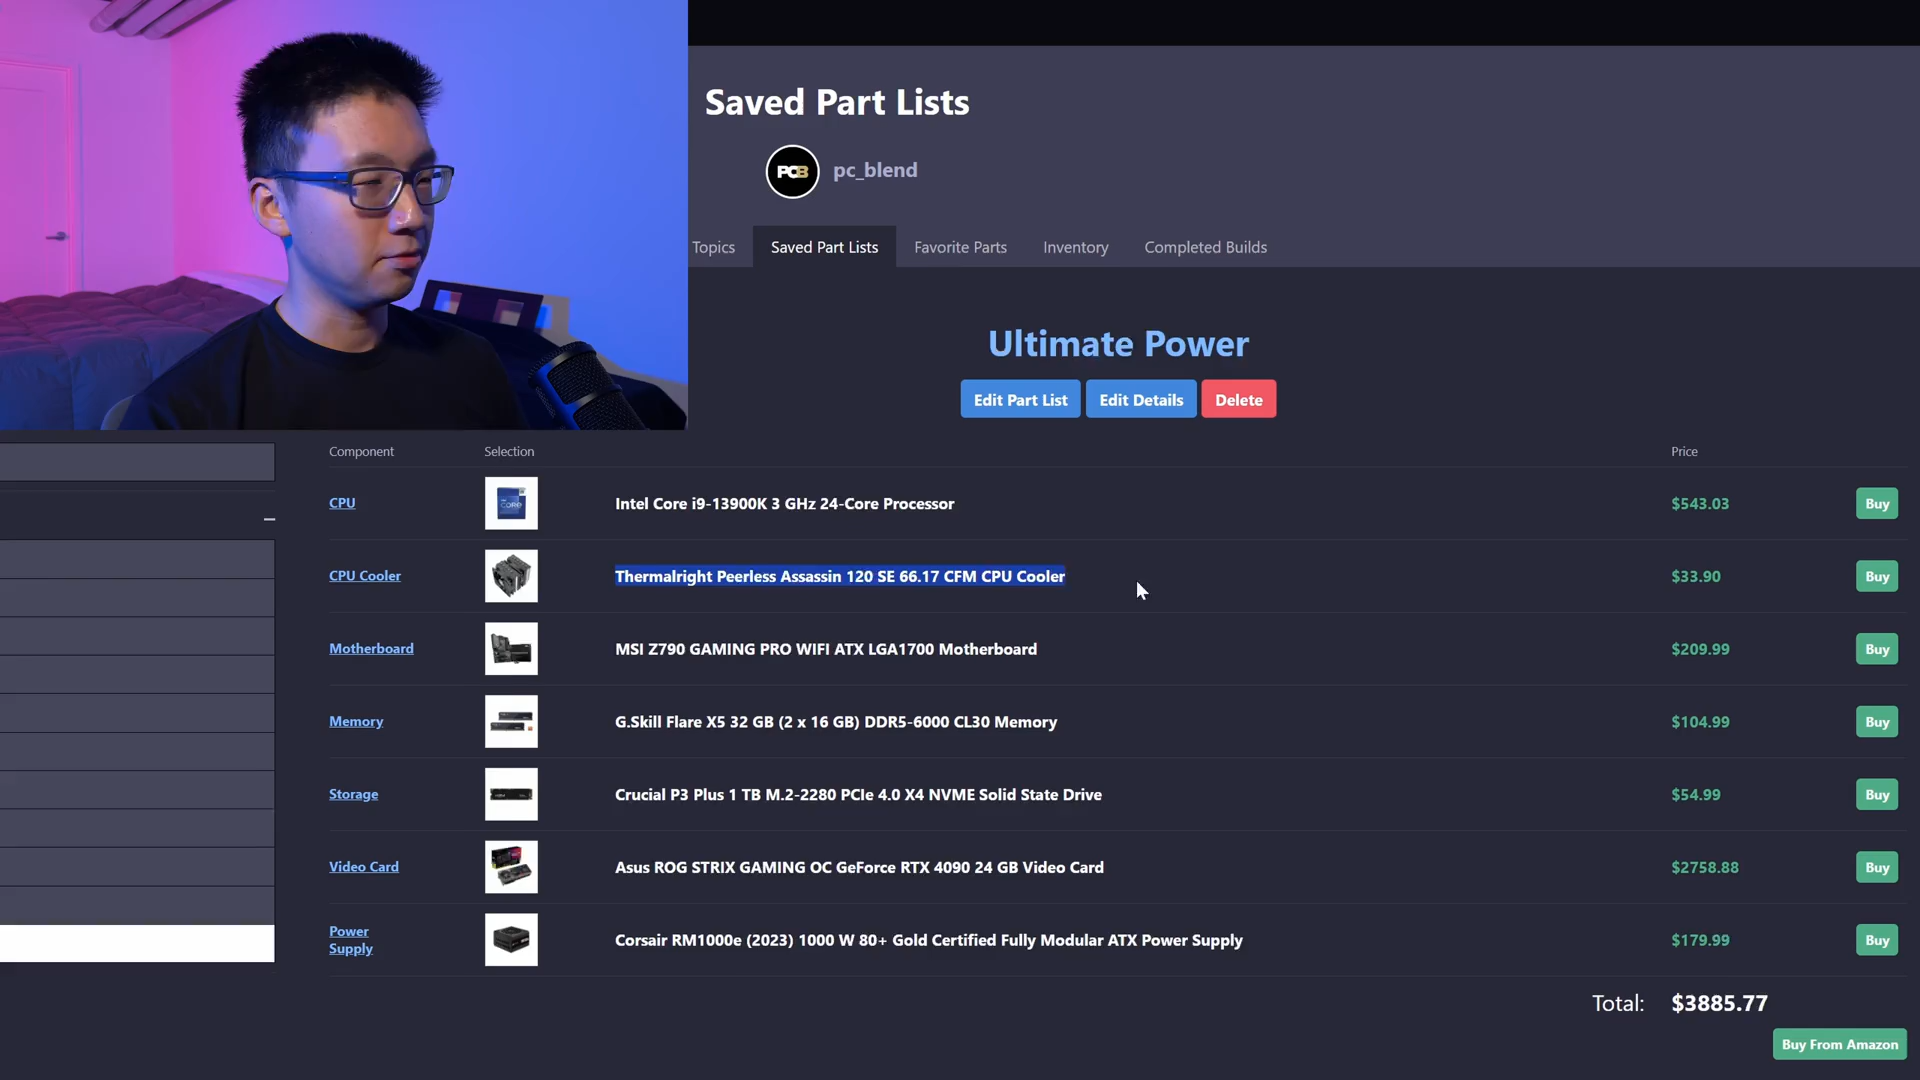 Saved Part Lists
PCB
pc_blend
Topics
Saved Part Lists
Favorite Parts
Inventory
Completed Builds
Ultimate Power
Edit Part List
Edit Details
Delete
Component
Selection
Price
CPU
Intel Core i9-13900K 3 GHz 24-Core Processor
$543.03
Buy
CPU Cooler
Thermalright Peerless Assassin 120 SE 66.17 CFM CPU Cooler
$33.90
Buy
Motherboard
MSI Z790 GAMING PRO WIFI ATX LGA1700 Motherboard
$209.99
Buy
Memory
G.Skill Flare X5 32 GB (2 x 16 GB) DDR5-6000 CL30 Memory
$104.99
Buy
Storage
Crucial P3 Plus 1 TB M.2-2280 PCIe 4.0 X4 NVME Solid State Drive
$54.99
Buy
Video Card
Asus ROG STRIX GAMING OC GeForce RTX 4090 24 GB Video Card
$2758.88
Buy
Power
Supply
Corsair RM1000e (2023) 1000 W 80+ Gold Certified Fully Modular ATX Power Supply
$179.99
Buy
Total:
$3885.77
Buy From Amazon